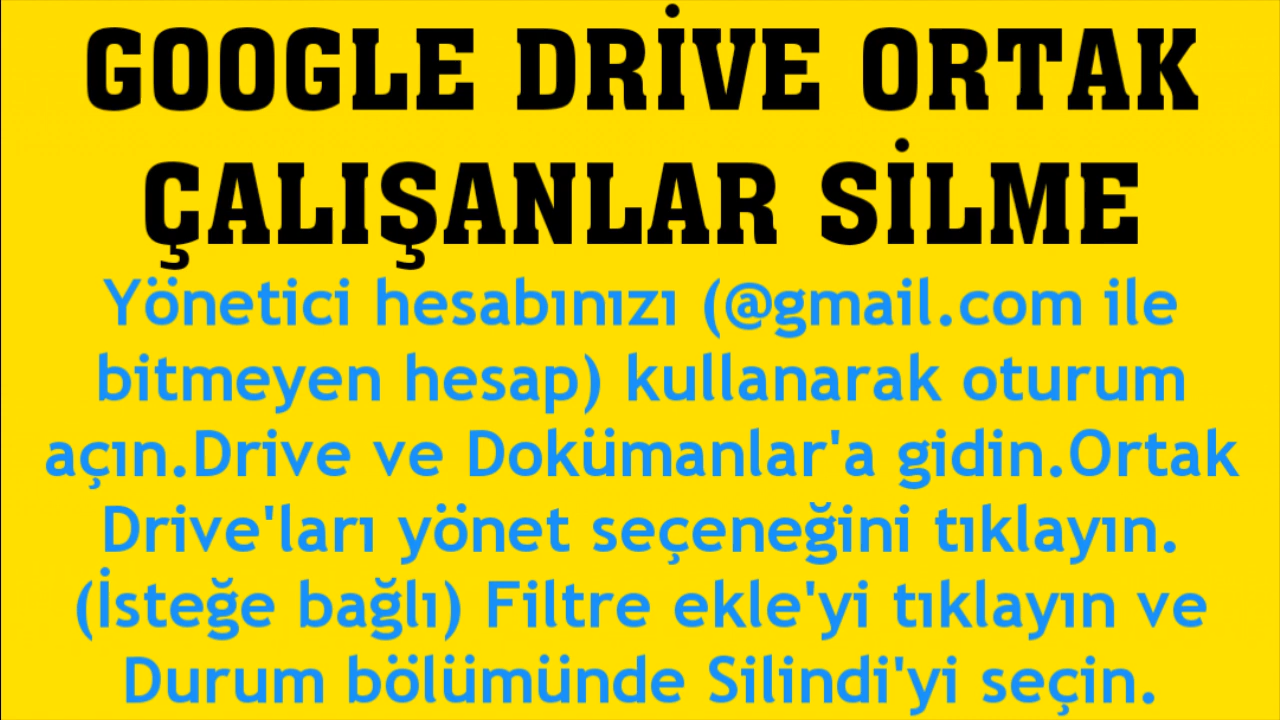 GOOGLE DRİVE ORTAK
ÇALIŞANLAR SİLME
Yönetici hesabınızı (@gmail.com ile
bitmeyen hesap) kullanarak oturum
açın.Drive ve Dokümanlar'a gidin.Ortak
Drive'ları yönet seçeneğini tıklayın.
(İsteğe bağlı) Filtre ekle'yi tıklayın ve
Durum bölümünde Silindi'yi seçin.